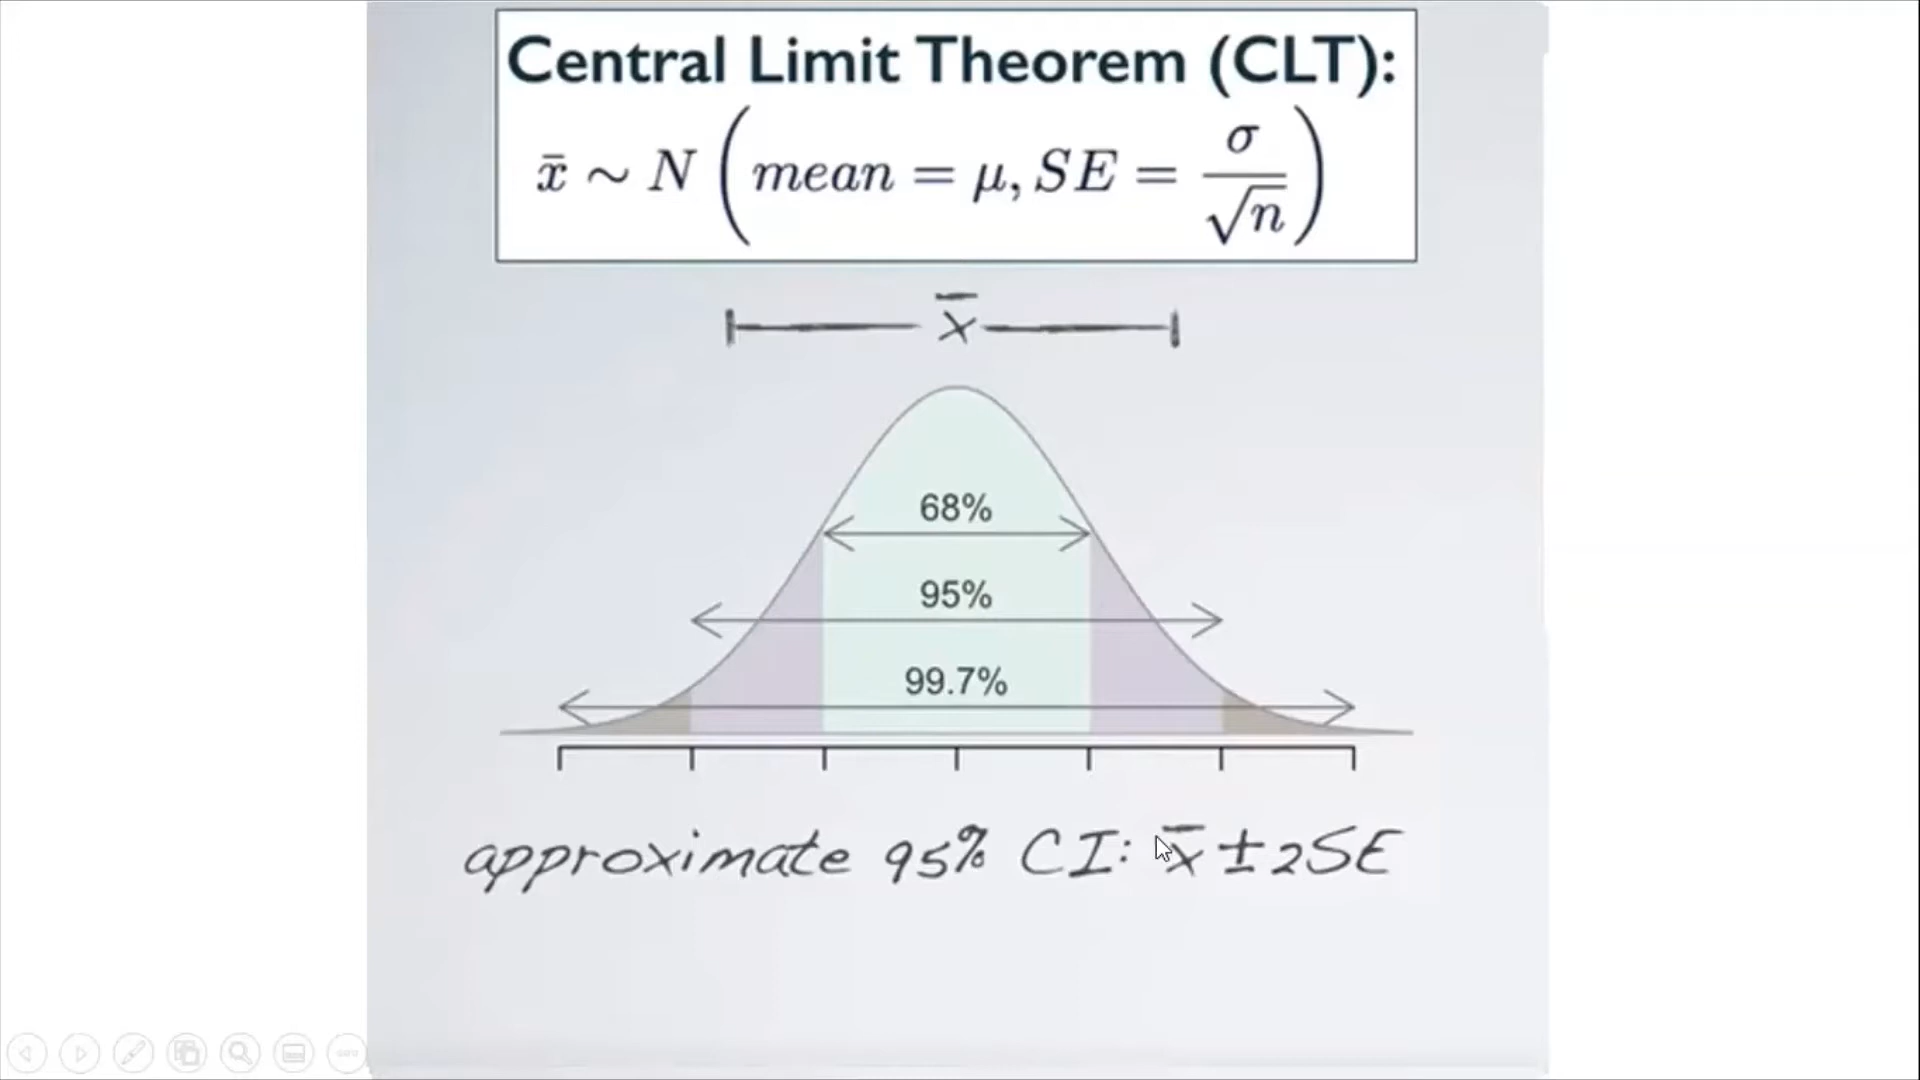 Central Limit Theorem (CLT):
x̄ ~ N (mean = μ, SE = σ/√n)
x̄
68%
95%
99.7%
approximate 95% CI: x̄ ± 2SE